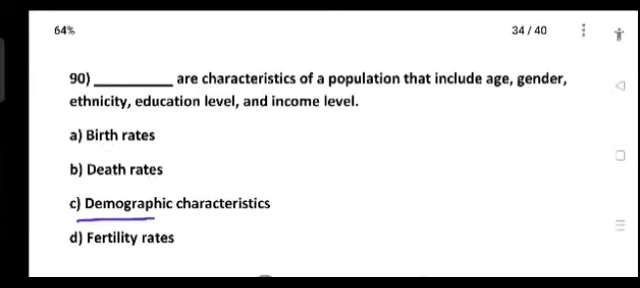 64%
34 / 40
90) __________ are characteristics of a population that include age, gender,
ethnicity, education level, and income level.
a) Birth rates
b) Death rates
c) Demographic characteristics
d) Fertility rates